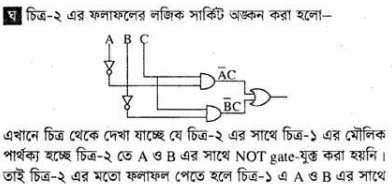 ঘ চিত্র-২ এর ফলাফলের লজিক সার্কিট অঙ্কন করা হলো—
A B C
A̅C
B̅C
এখানে চিত্র থেকে দেখা যাচ্ছে যে চিত্র-২ এর সাথে চিত্র-১ এর মৌলিক
পার্থক্য হচ্ছে চিত্র-২ তে A ও B এর সাথে NOT gate-যুক্ত করা হয়নি।
তাই চিত্র-২ এর মতো ফলাফল পেতে হলে চিত্র-১ এ A ও B এর সাথে